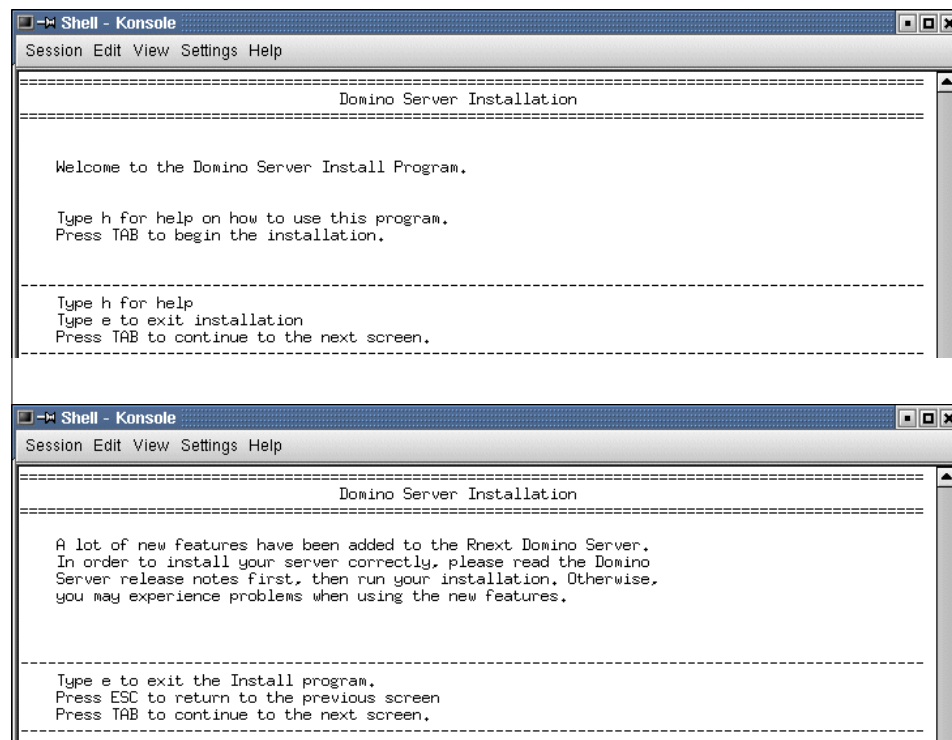 Shell - Konsole
Session Edit View Settings Help
Domino Server Installation
Welcome to the Domino Server Install Program.
Type h for help on how to use this program.
Press TAB to begin the installation.
Type h for help
Type e to exit installation
Press TAB to continue to the next screen.
Shell - Konsole
Session Edit View Settings Help
Domino Server Installation
A lot of new features have been added to the Rnext Domino Server.
In order to install your server correctly, please read the Domino
Server release notes first, then run your installation. Otherwise,
you may experience problems when using the new features.
Type e to exit the Install program.
Press ESC to return to the previous screen
Press TAB to continue to the next screen.